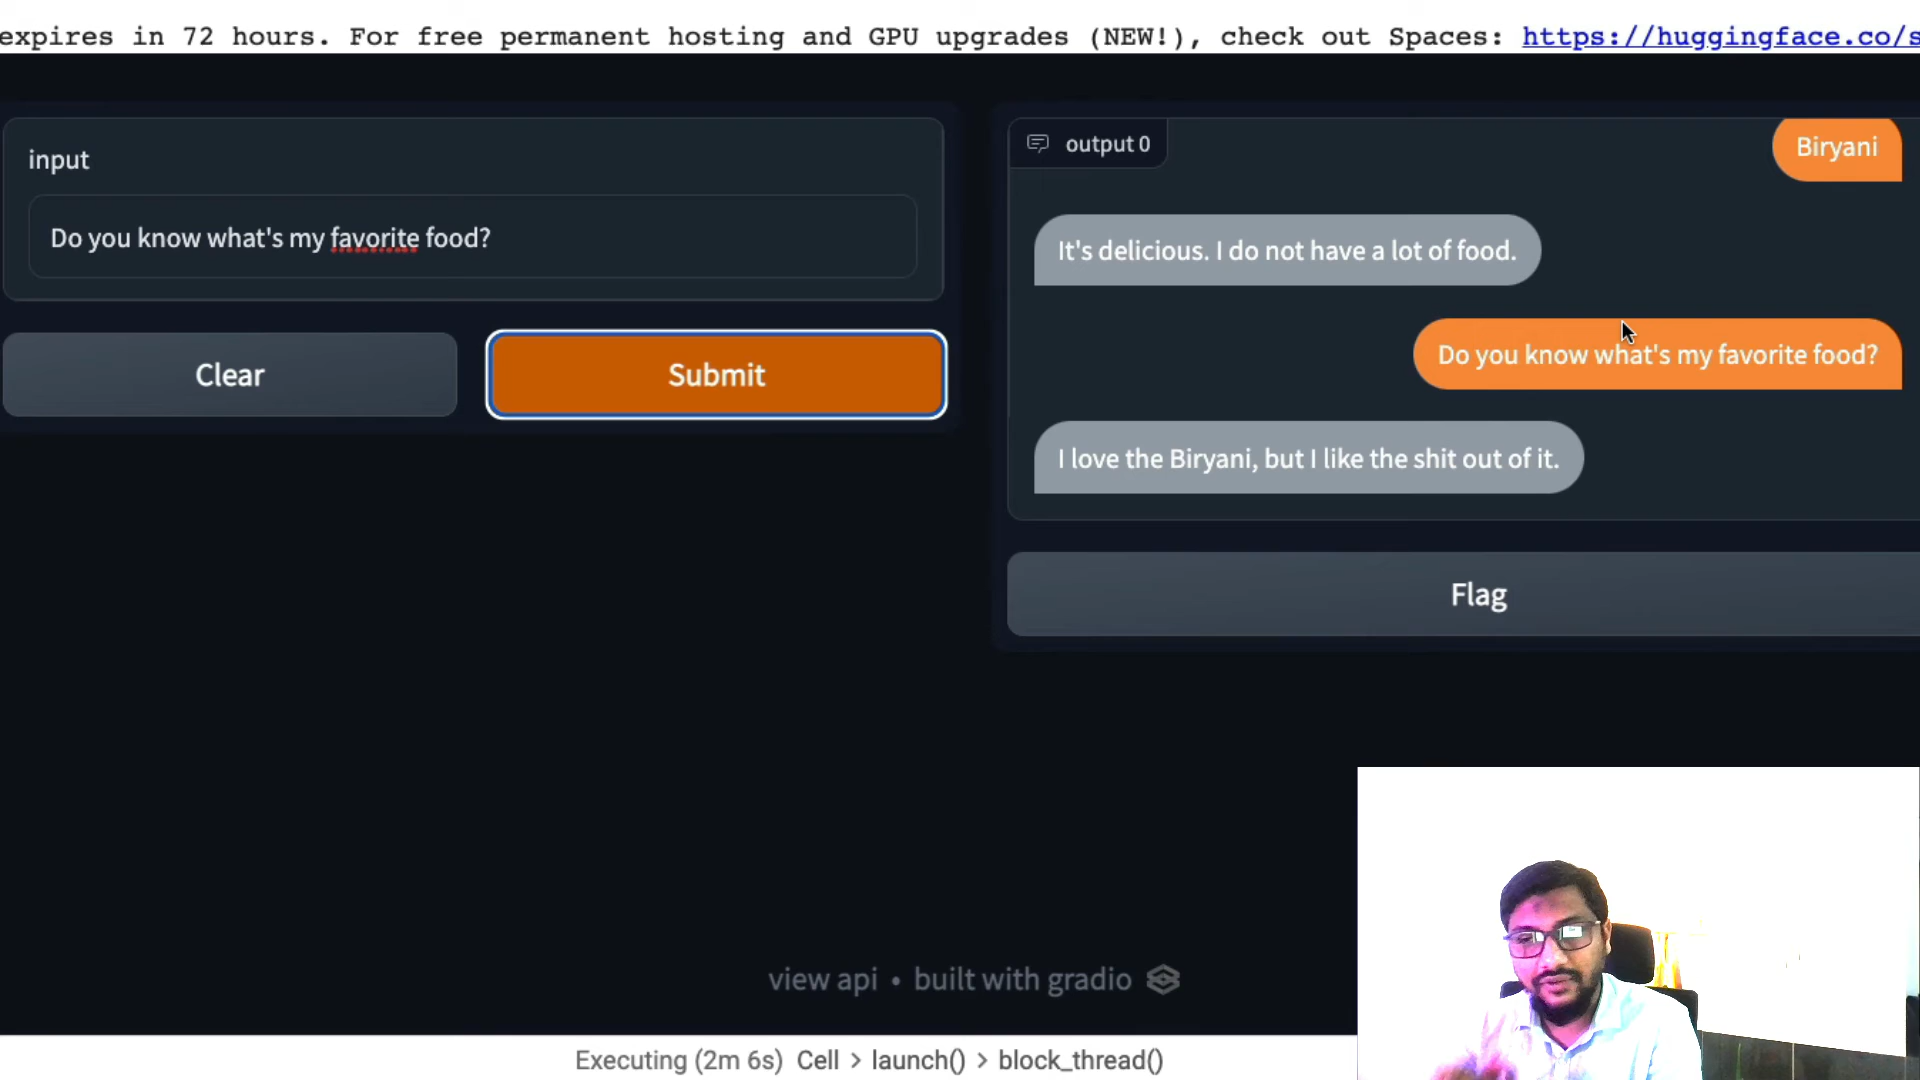 expires in 72 hours. For free permanent hosting and GPU upgrades (NEW!), check out Spaces: https://huggingface.co/s
input
Do you know what's my favorite food?
Clear
Submit
output 0
Biryani
It's delicious. I do not have a lot of food.
Do you know what's my favorite food?
I love the Biryani, but I like the shit out of it.
Flag
view api • built with gradio
Executing (2m 6s) Cell > launch() > block_thread()